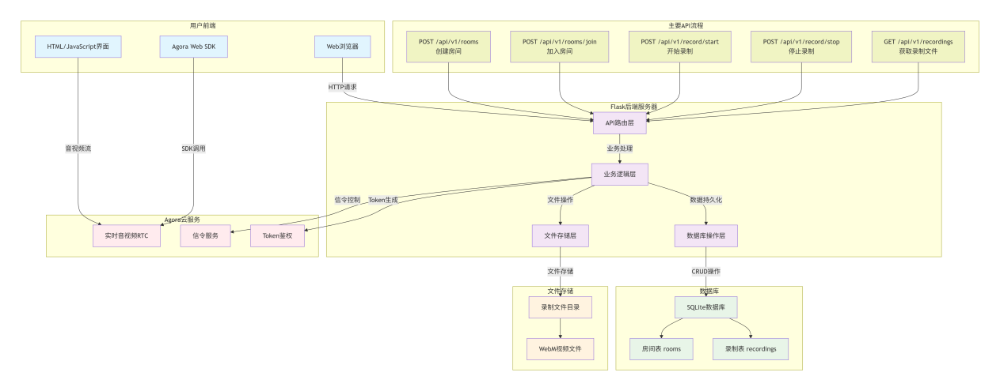 用户前端
HTML/JavaScript界面
Agora Web SDK
Web浏览器
主要API流程
POST /api/v1/rooms
创建房间
POST /api/v1/rooms/join
加入房间
POST /api/v1/record/start
开始录制
POST /api/v1/record/stop
停止录制
GET /api/v1/recordings
获取录制文件
HTTP请求
Flask后端服务器
API路由层
音视频流
SDK调用
业务处理
业务逻辑层
信令控制
Token生成
文件操作
数据持久化
Agora云服务
实时音视频RTC
信令服务
Token鉴权
文件存储层
数据库操作层
文件存储
CRUD操作
文件存储
录制文件目录
WebM视频文件
数据库
SQLite数据库
房间表 rooms
录制表 recordings